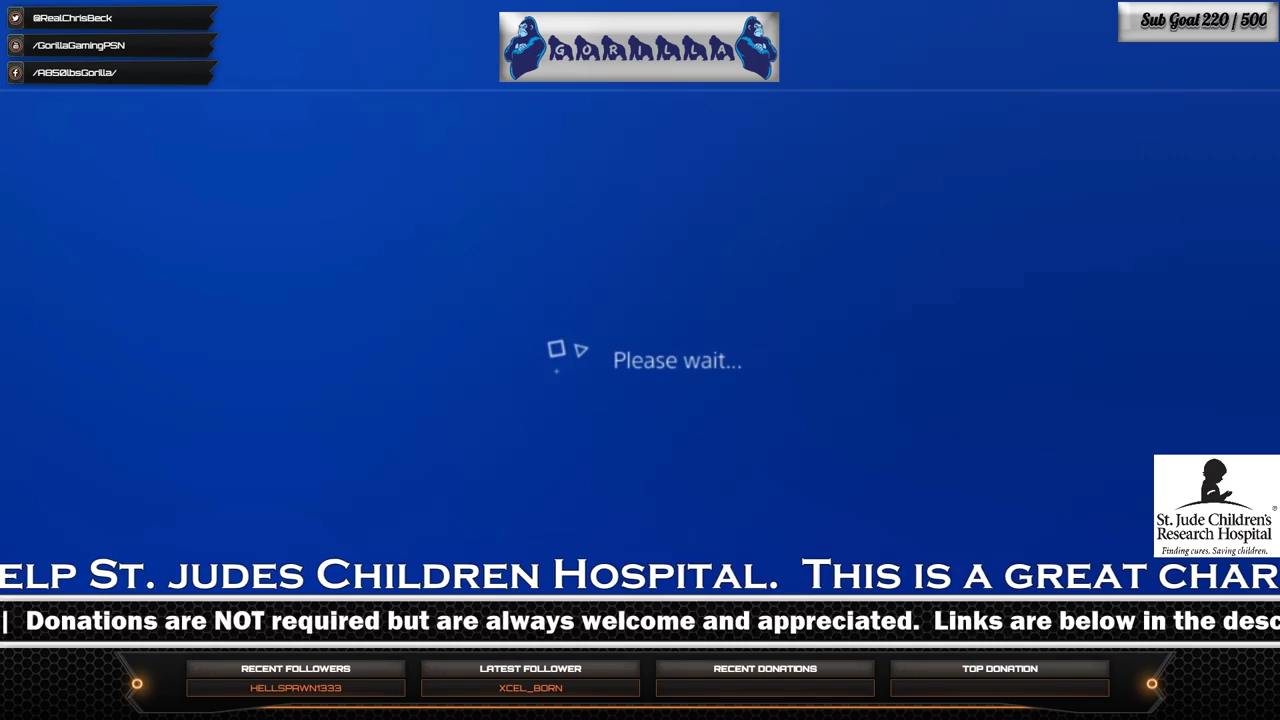 @RealChrisBeck
/GorillaGamingPSN
/A850lbsGorilla/
GORILLA
Sub Goal 220 / 500
Please wait...
St. Jude Children's
Research Hospital
Finding cures. Saving children.
ELP ST. JUDES CHILDREN HOSPITAL. THIS IS A GREAT CHAR
| Donations are NOT required but are always welcome and appreciated. Links are below in the desc
RECENT FOLLOWERS
HELLSPAWN1333
LATEST FOLLOWER
XCEL_BORN
RECENT DONATIONS
TOP DONATION